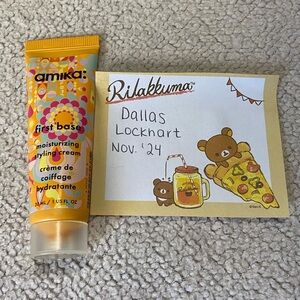 amika:
first base
moisturizing
styling cream
crème de
coiffage
hydratante
Rilakkuma
Dallas
Lockhart
Nov. '24